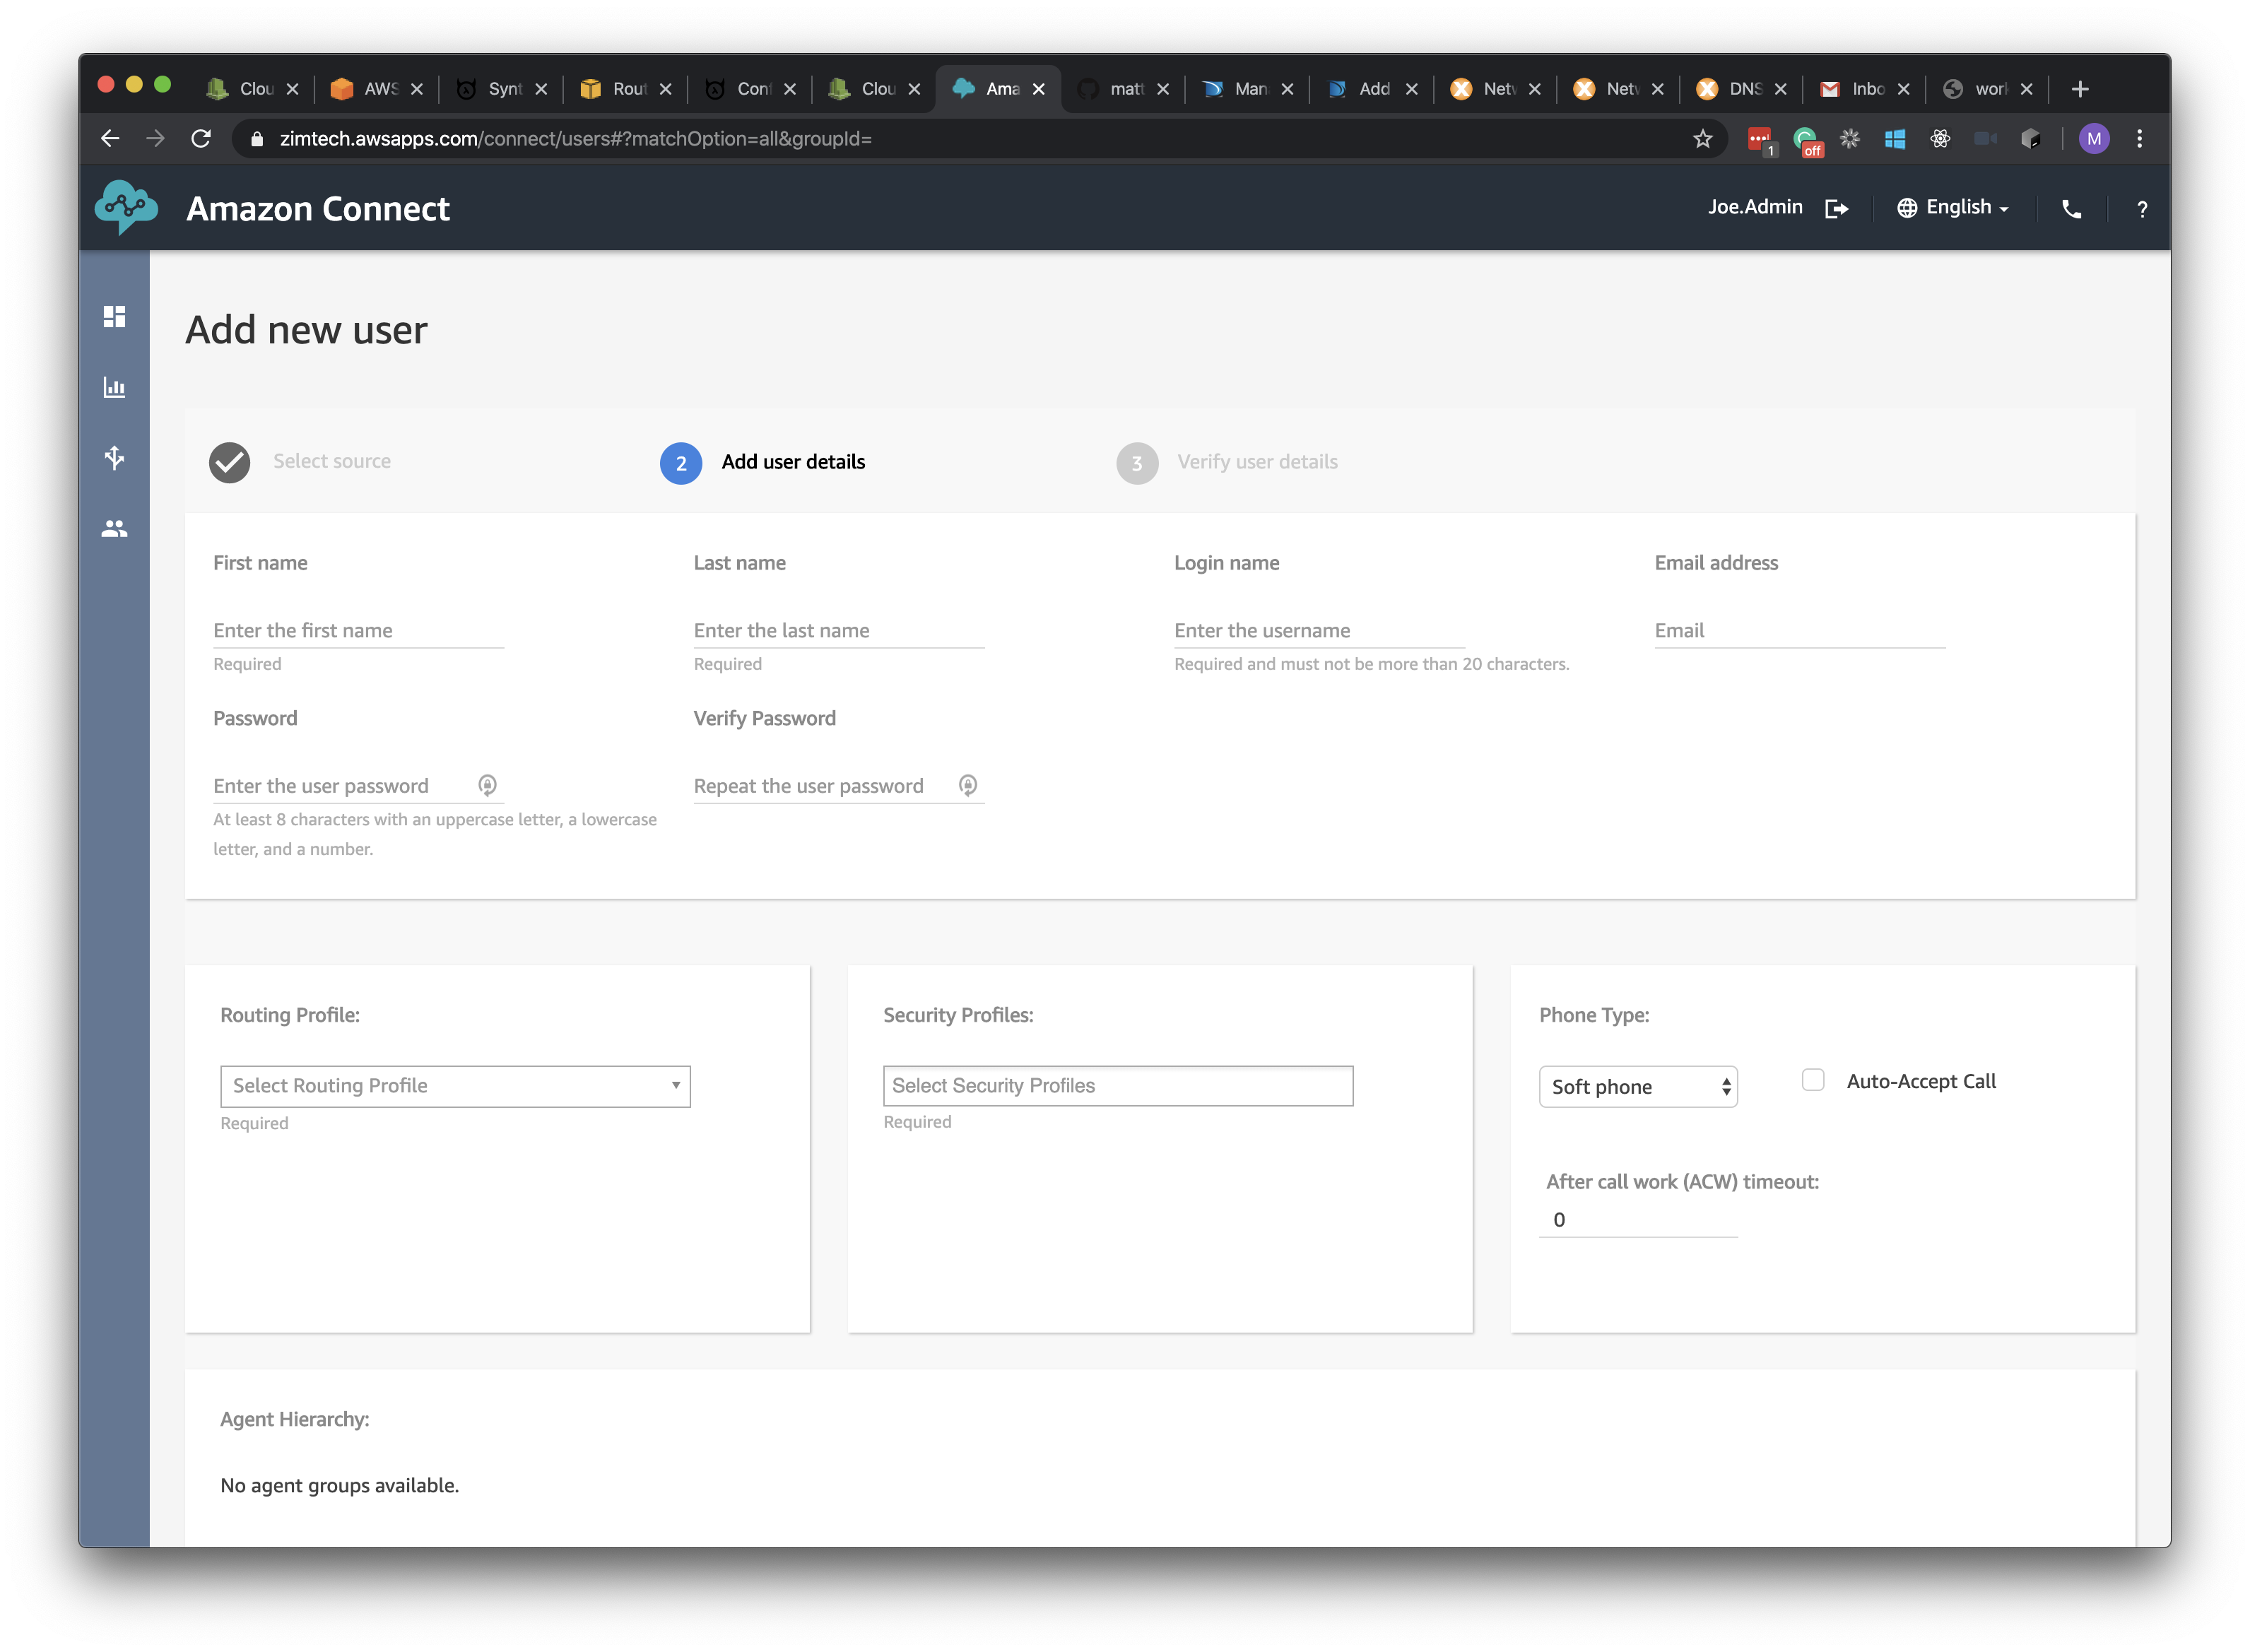 Clou AWS Synt Rout Conf Clou Ama matt Man Add Netw Netw DNS Inbo wor
zimtech.awsapps.com/connect/users#?matchOption=all&groupId=
1 off M
Amazon Connect
Joe.Admin English ?
Add new user
Select source 2 Add user details 3 Verify user details
First name Last name Login name Email address
Enter the first name Enter the last name Enter the username Email
Required Required Required and must not be more than 20 characters.
Password Verify Password
Enter the user password Repeat the user password
At least 8 characters with an uppercase letter, a lowercase
letter, and a number.
Routing Profile: Security Profiles: Phone Type:
Select Routing Profile Select Security Profiles Soft phone Auto-Accept Call
Required Required
After call work (ACW) timeout:
0
Agent Hierarchy:
No agent groups available.